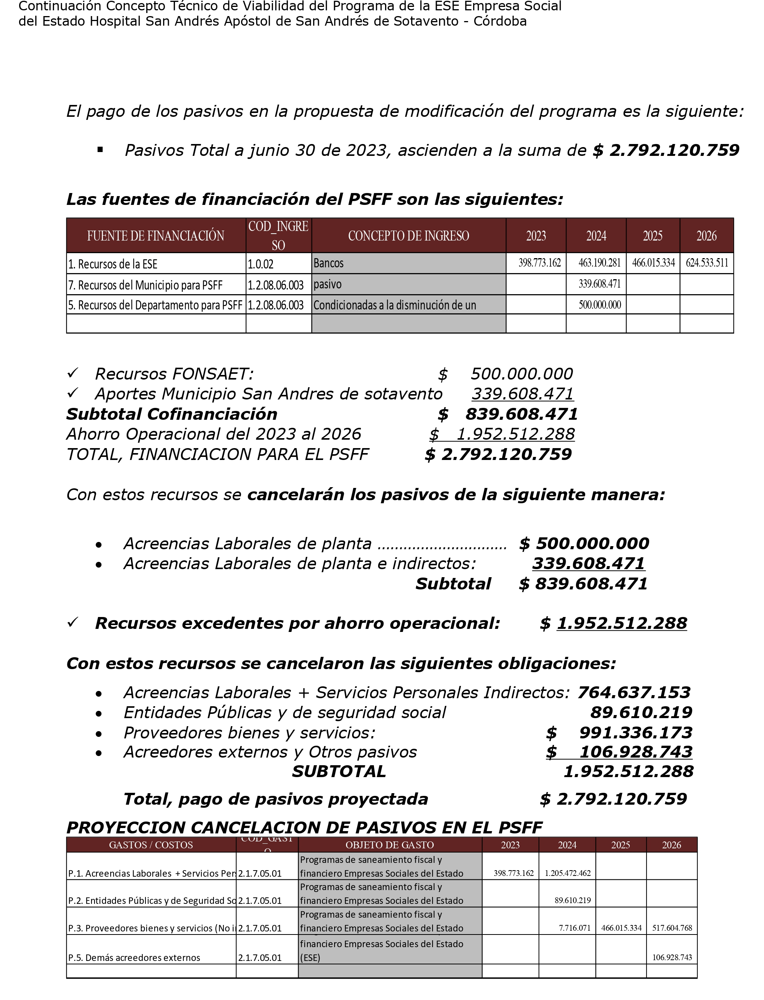 Continuación Concepto Técnico de Viabilidad del Programa de la ESE Empresa Social
del Estado Hospital San Andrés Apóstol de San Andrés de Sotavento - Córdoba
El pago de los pasivos en la propuesta de modificación del programa es la siguiente:
▪ Pasivos Total a junio 30 de 2023, ascienden a la suma de $ 2.792.120.759
Las fuentes de financiación del PSFF son las siguientes:
FUENTE DE FINANCIACIÓN COD_INGRE CONCEPTO DE INGRESO 2023 2024 2025 2026
SO
1. Recursos de la ESE 1.0.02 Bancos 398.773.162 463.190.281 466.015.334 624.533.511
7. Recursos del Municipio para PSFF 1.2.08.06.003 pasivo 339.608.471
5. Recursos del Departamento para PSFF 1.2.08.06.003 Condicionadas a la disminución de un 500.000.000
✓ Recursos FONSAET: $ 500.000.000
✓ Aportes Municipio San Andres de sotavento 339.608.471
Subtotal Cofinanciación $ 839.608.471
Ahorro Operacional del 2023 al 2026 $ 1.952.512.288
TOTAL, FINANCIACION PARA EL PSFF $ 2.792.120.759
Con estos recursos se cancelarán los pasivos de la siguiente manera:
• Acreencias Laborales de planta ………………………… $ 500.000.000
• Acreencias Laborales de planta e indirectos: 339.608.471
Subtotal $ 839.608.471
✓ Recursos excedentes por ahorro operacional: $ 1.952.512.288
Con estos recursos se cancelaron las siguientes obligaciones:
• Acreencias Laborales + Servicios Personales Indirectos: 764.637.153
• Entidades Públicas y de seguridad social 89.610.219
• Proveedores bienes y servicios: $ 991.336.173
• Acreedores externos y Otros pasivos $ 106.928.743
SUBTOTAL 1.952.512.288
Total, pago de pasivos proyectada $ 2.792.120.759
PROYECCION CANCELACION DE PASIVOS EN EL PSFF
GASTOS / COSTOS COD_GAST OBJETO DE GASTO 2023 2024 2025 2026
O
Programas de saneamiento fiscal y
P.1. Acreencias Laborales + Servicios Per 2.1.7.05.01 financiero Empresas Sociales del Estado 398.773.162 1.205.472.462
Programas de saneamiento fiscal y
P.2. Entidades Públicas y de Seguridad So 2.1.7.05.01 financiero Empresas Sociales del Estado 89.610.219
Programas de saneamiento fiscal y
P.3. Proveedores bienes y servicios (No i 2.1.7.05.01 financiero Empresas Sociales del Estado 7.716.071 466.015.334 517.604.768
financiero Empresas Sociales del Estado
P.5. Demás acreedores externos 2.1.7.05.01 (ESE) 106.928.743